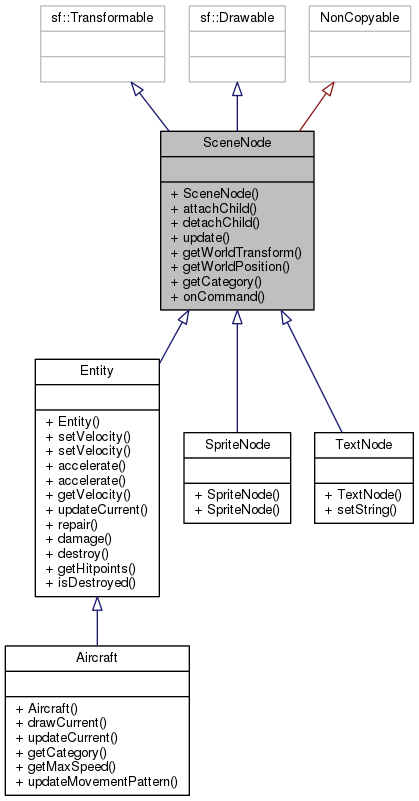 sf::Transformable
sf::Drawable
NonCopyable
SceneNode
+ SceneNode()
+ attachChild()
+ detachChild()
+ update()
+ getWorldTransform()
+ getWorldPosition()
+ getCategory()
+ onCommand()
Entity
+ Entity()
+ setVelocity()
+ setVelocity()
+ accelerate()
+ accelerate()
+ getVelocity()
+ updateCurrent()
+ repair()
+ damage()
+ destroy()
+ getHitpoints()
+ isDestroyed()
SpriteNode
+ SpriteNode()
+ SpriteNode()
TextNode
+ TextNode()
+ setString()
Aircraft
+ Aircraft()
+ drawCurrent()
+ updateCurrent()
+ getCategory()
+ getMaxSpeed()
+ updateMovementPattern()